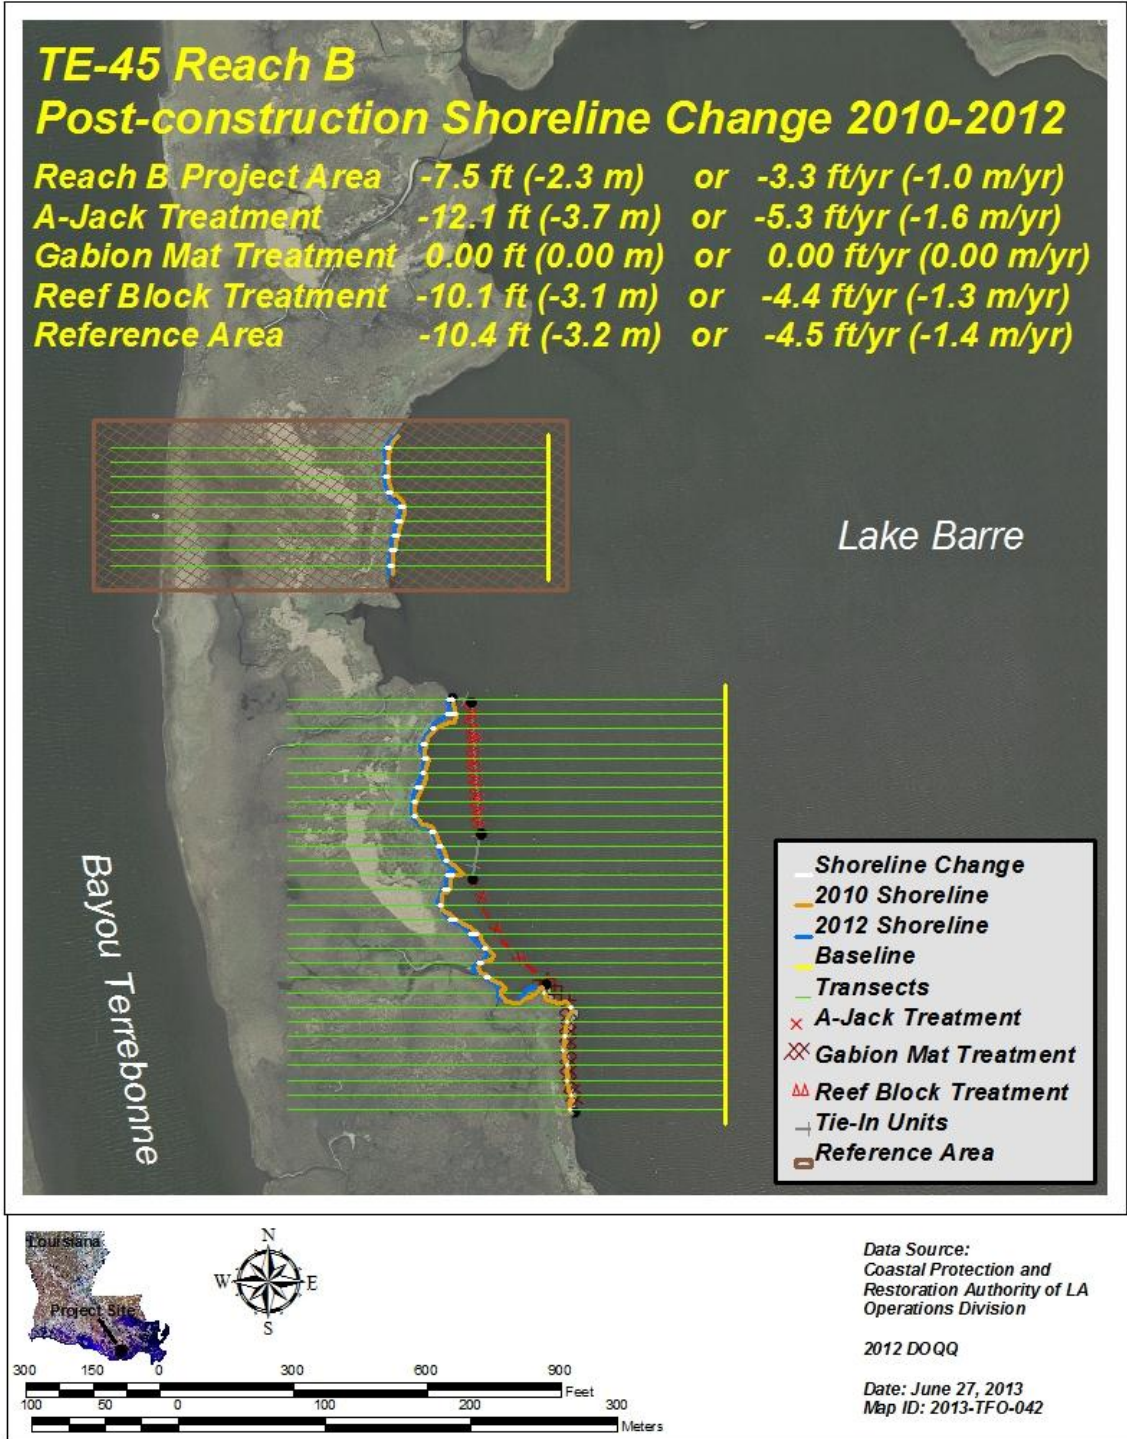 TE-45 Reach B
Post-construction Shoreline Change 2010-2012
Reach B Project Area -7.5 ft (-2.3 m) or -3.3 ft/yr (-1.0 m/yr)
A-Jack Treatment -12.1 ft (-3.7 m) or -5.3 ft/yr (-1.6 m/yr)
Gabion Mat Treatment 0.00 ft (0.00 m) or 0.00 ft/yr (0.00 m/yr)
Reef Block Treatment -10.1 ft (-3.1 m) or -4.4 ft/yr (-1.3 m/yr)
Reference Area -10.4 ft (-3.2 m) or -4.5 ft/yr (-1.4 m/yr)
Lake Barre
Bayou Terrebonne
Shoreline Change
2010 Shoreline
2012 Shoreline
Baseline
Transects
A-Jack Treatment
Gabion Mat Treatment
Reef Block Treatment
Tie-In Units
Reference Area
Louisiana
Project Site
N
W E
S
300 150 0 300 600 900
Feet
100 50 0 100 200 300
Meters
Data Source:
Coastal Protection and
Restoration Authority of LA
Operations Division
2012 DOQQ
Date: June 27, 2013
Map ID: 2013-TFO-042